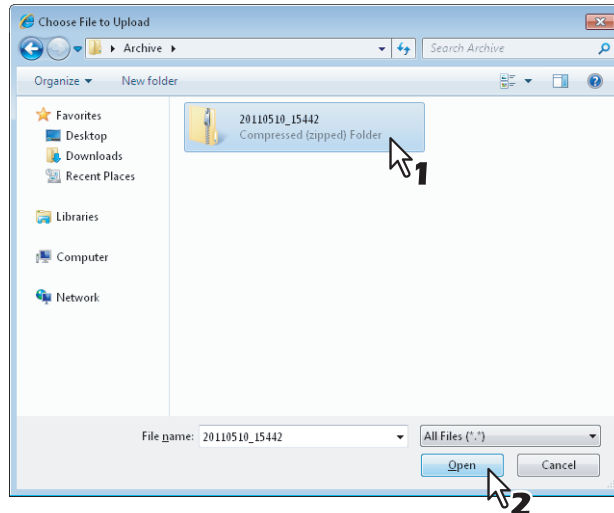 Choose File to Upload
Archive
Search Archive
Organize
New folder
Favorites
Desktop
Downloads
Recent Places
Libraries
Computer
Network
20110510_15442
Compressed (zipped) Folder
1
File name:
20110510_15442
All Files (*.*)
Open
Cancel
2